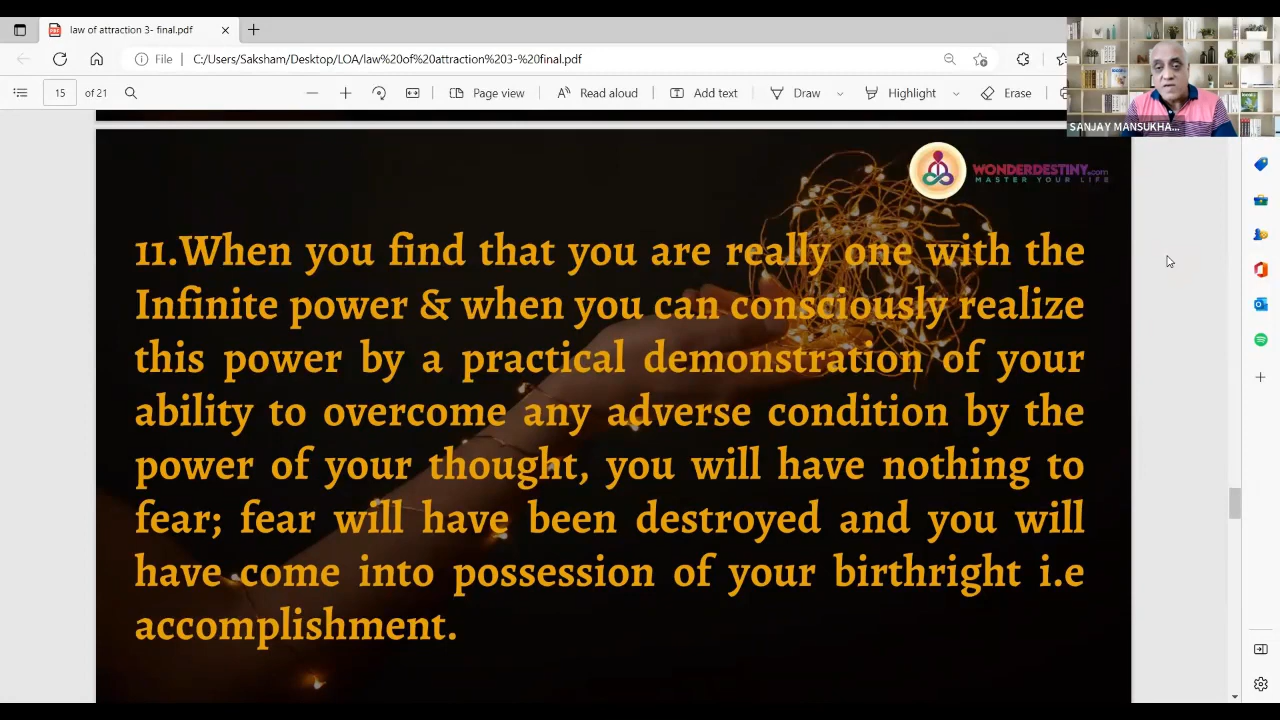 law of attraction 3- final.pdf
File
C:/Users/Saksham/Desktop/LOA/law%20of%20attraction%203-%20final.pdf
15 of 21
Page view
Read aloud
Add text
Draw
Highlight
Erase
SANJAY MANSUKHA...
WONDERDESTINY.com
MASTER YOUR LIFE
11.When you find that you are really one with the
Infinite power & when you can consciously realize
this power by a practical demonstration of your
ability to overcome any adverse condition by the
power of your thought, you will have nothing to
fear; fear will have been destroyed and you will
have come into possession of your birthright i.e
accomplishment.